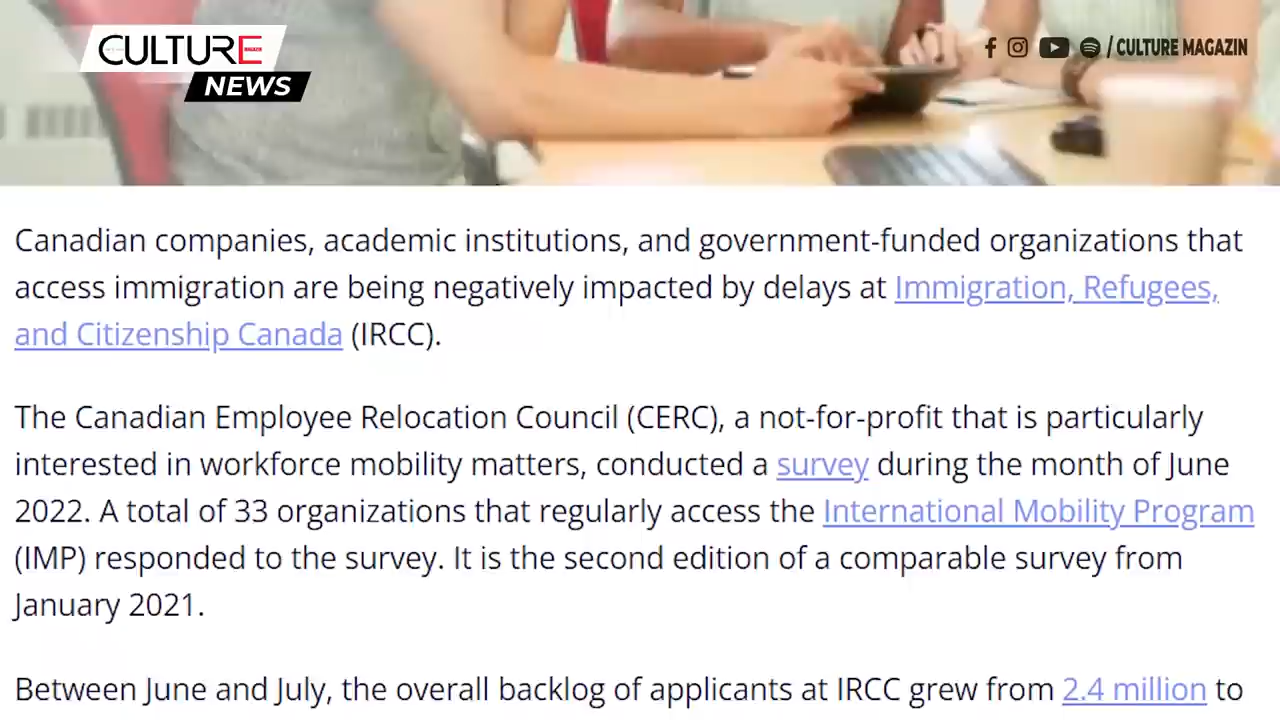 CULTURE
NEWS
/ CULTURE MAGAZIN
Canadian companies, academic institutions, and government-funded organizations that
access immigration are being negatively impacted by delays at Immigration, Refugees,
and Citizenship Canada (IRCC).
The Canadian Employee Relocation Council (CERC), a not-for-profit that is particularly
interested in workforce mobility matters, conducted a survey during the month of June
2022. A total of 33 organizations that regularly access the International Mobility Program
(IMP) responded to the survey. It is the second edition of a comparable survey from
January 2021.
Between June and July, the overall backlog of applicants at IRCC grew from 2.4 million to